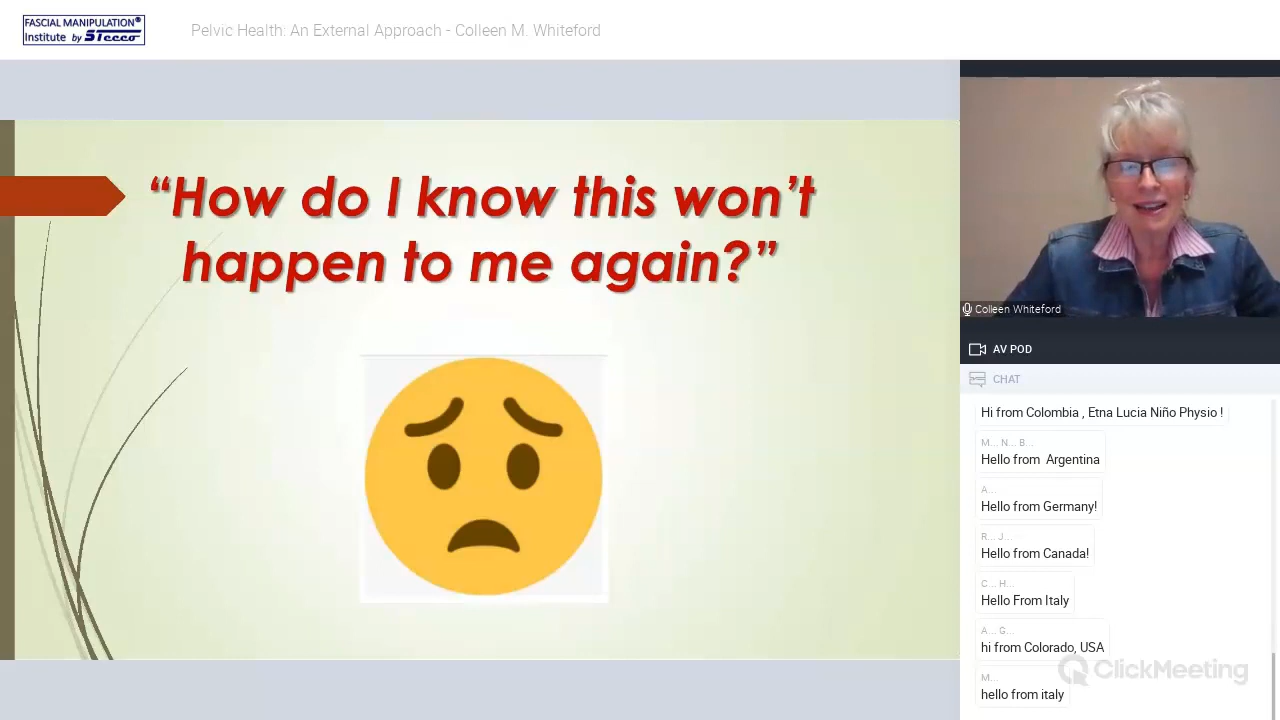 FASCIAL MANIPULATION®
Institute by STECCO
Pelvic Health: An External Approach - Colleen M. Whiteford
“How do I know this won’t
happen to me again?”
Colleen Whiteford
AV POD
CHAT
Hi from Colombia , Etna Lucia Niño Physio !
M... N... B...
Hello from  Argentina
A...
Hello from Germany!
R... J...
Hello from Canada!
C... H...
Hello From Italy
A... G...
hi from Colorado, USA
M...
hello from italy
ClickMeeting